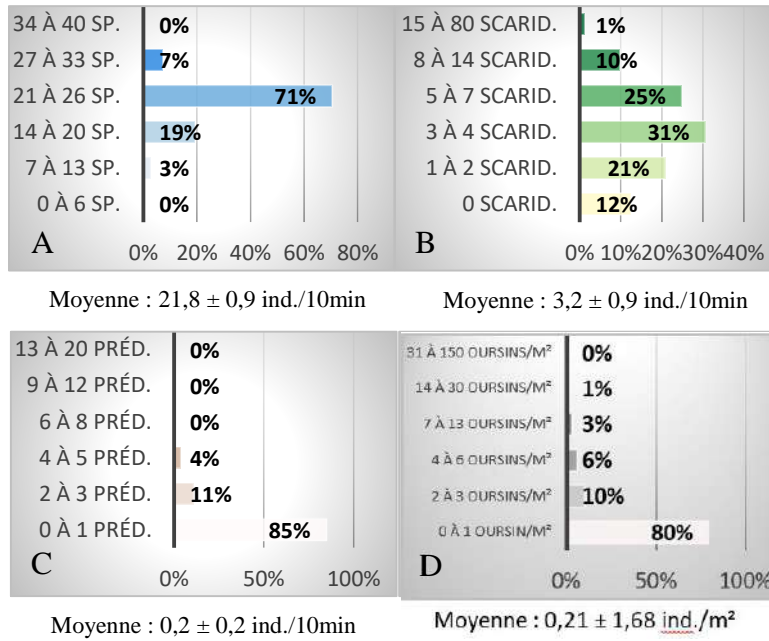 34 À 40 SP. 0%
27 À 33 SP. 7%
21 À 26 SP. 71%
14 À 20 SP. 19%
7 À 13 SP. 3%
0 À 6 SP. 0%
A
0% 20% 40% 60% 80%
Moyenne : 21,8 ± 0,9 ind./10min
15 À 80 SCARID. 1%
8 À 14 SCARID. 10%
5 À 7 SCARID. 25%
3 À 4 SCARID. 31%
1 À 2 SCARID. 21%
0 SCARID. 12%
B
0% 10% 20% 30% 40%
Moyenne : 3,2 ± 0,9 ind./10min
13 À 20 PRÉD. 0%
9 À 12 PRÉD. 0%
6 À 8 PRÉD. 0%
4 À 5 PRÉD. 4%
2 À 3 PRÉD. 11%
0 À 1 PRÉD. 85%
C
0% 50% 100%
Moyenne : 0,2 ± 0,2 ind./10min
31 À 150 OURSINS/M² 0%
14 À 30 OURSINS/M² 1%
7 À 13 OURSINS/M² 3%
4 À 6 OURSINS/M² 6%
2 À 3 OURSINS/M² 10%
0 À 1 OURSIN/M² 80%
D
0% 50% 100%
Moyenne : 0,21 ± 1,68 ind./m²